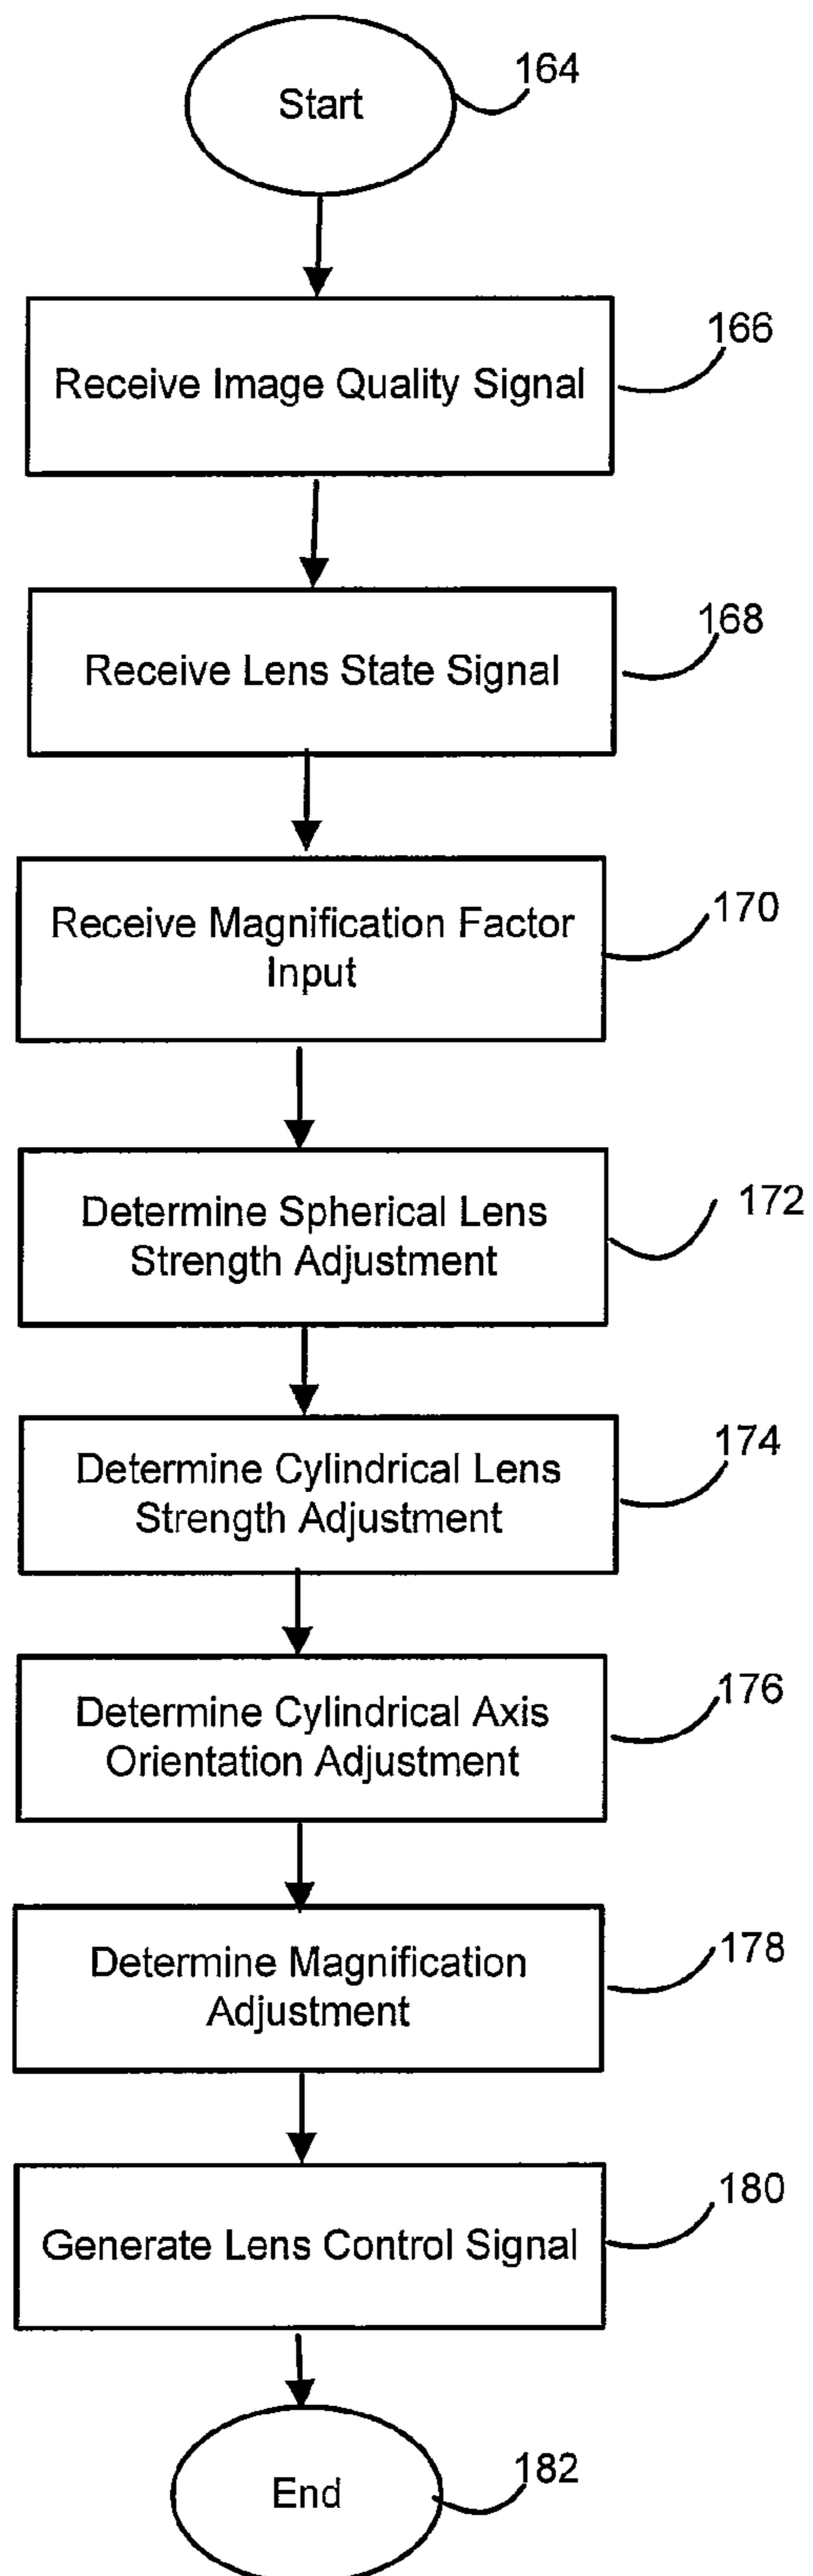 Start
164
Receive Image Quality Signal
166
Receive Lens State Signal
168
Receive Magnification Factor
Input
170
Determine Spherical Lens
Strength Adjustment
172
Determine Cylindrical Lens
Strength Adjustment
174
Determine Cylindrical Axis
Orientation Adjustment
176
Determine Magnification
Adjustment
178
Generate Lens Control Signal
180
End
182